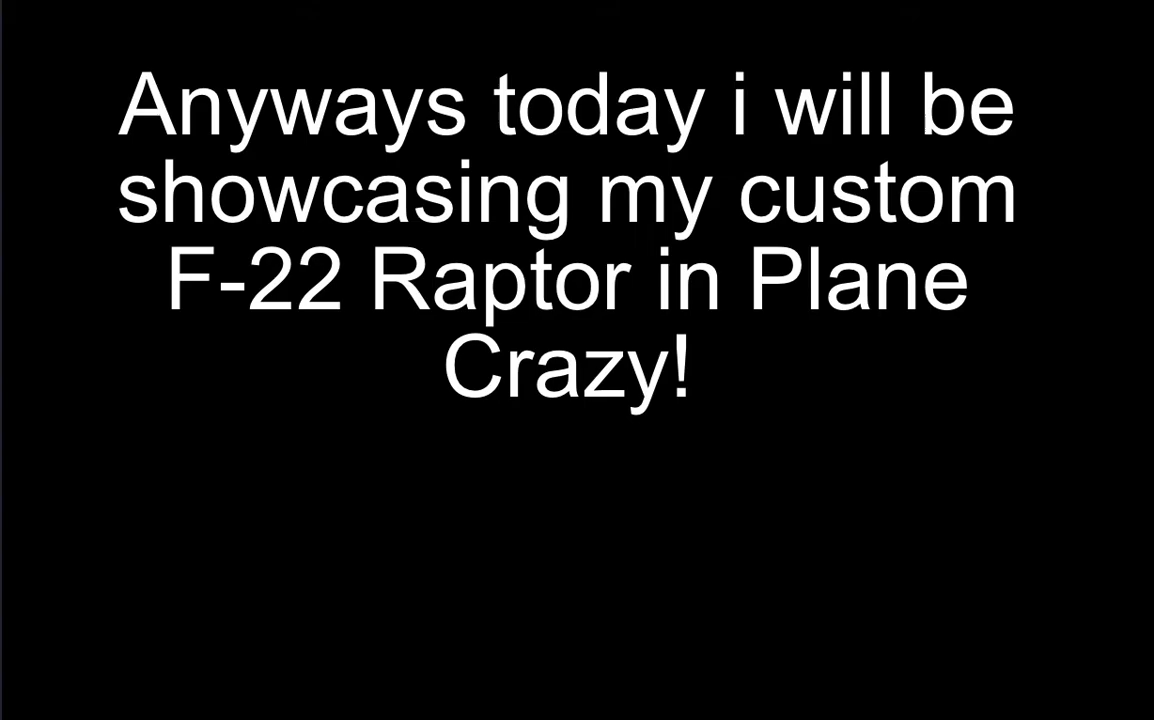 Anyways today i will be
showcasing my custom
F-22 Raptor in Plane
Crazy!